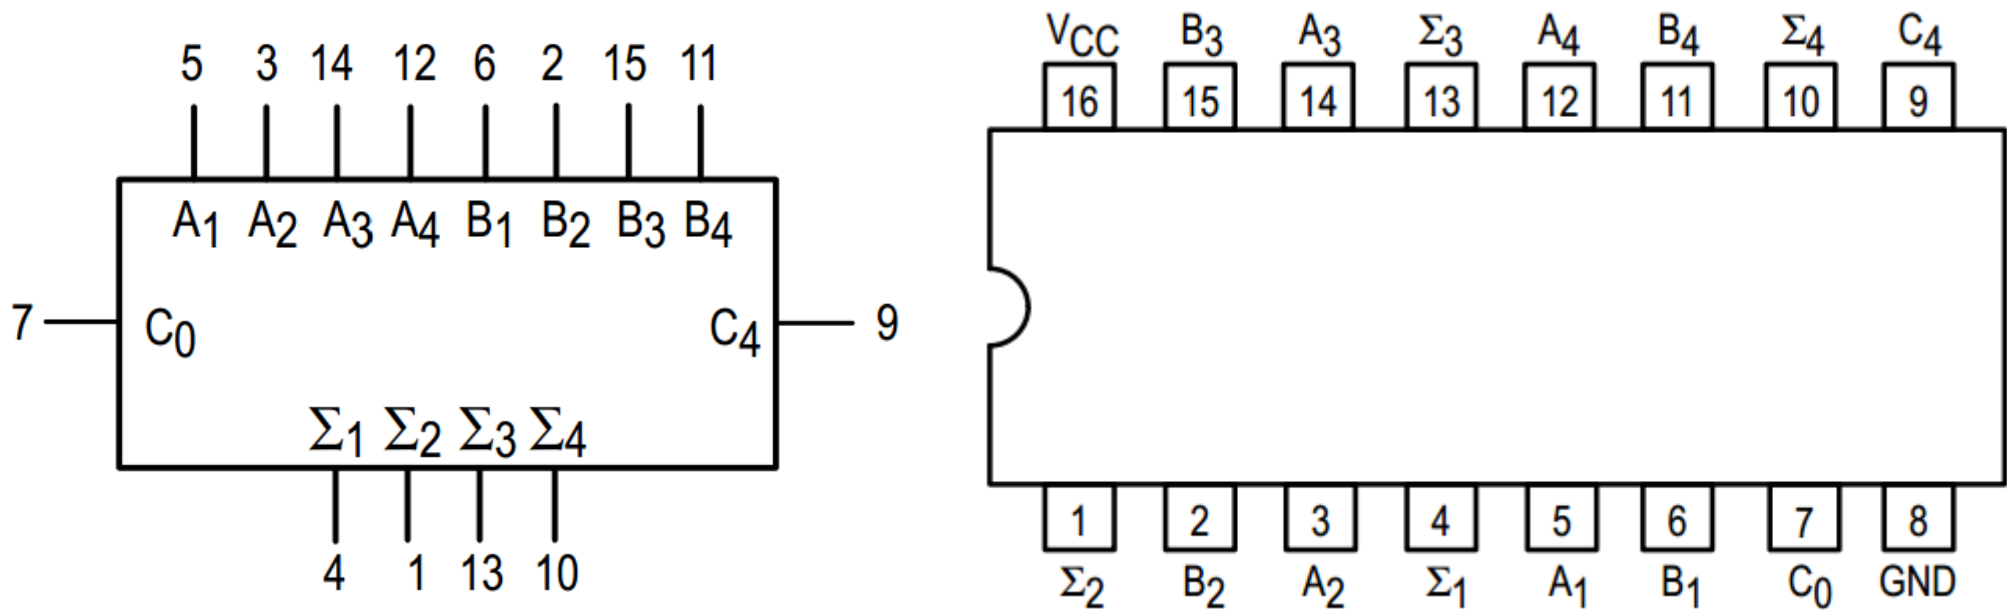 5 3 14 12 6 2 15 11
A1 A2 A3 A4 B1 B2 B3 B4
7 C0 C4 9
Σ1 Σ2 Σ3 Σ4
4 1 13 10
VCC B3 A3 Σ3 A4 B4 Σ4 C4
16 15 14 13 12 11 10 9
1 2 3 4 5 6 7 8
Σ2 B2 A2 Σ1 A1 B1 C0 GND